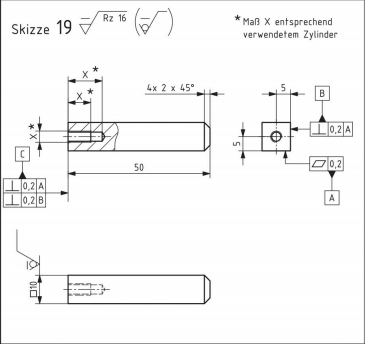 Skizze 19 Rz 16
* Maß X entsprechend
verwendetem Zylinder
X*
X*
4x 2 x 45°
5
B
0,2 A
X*
C
5
0,2 A
0,2 B
50
0,2
A
□10